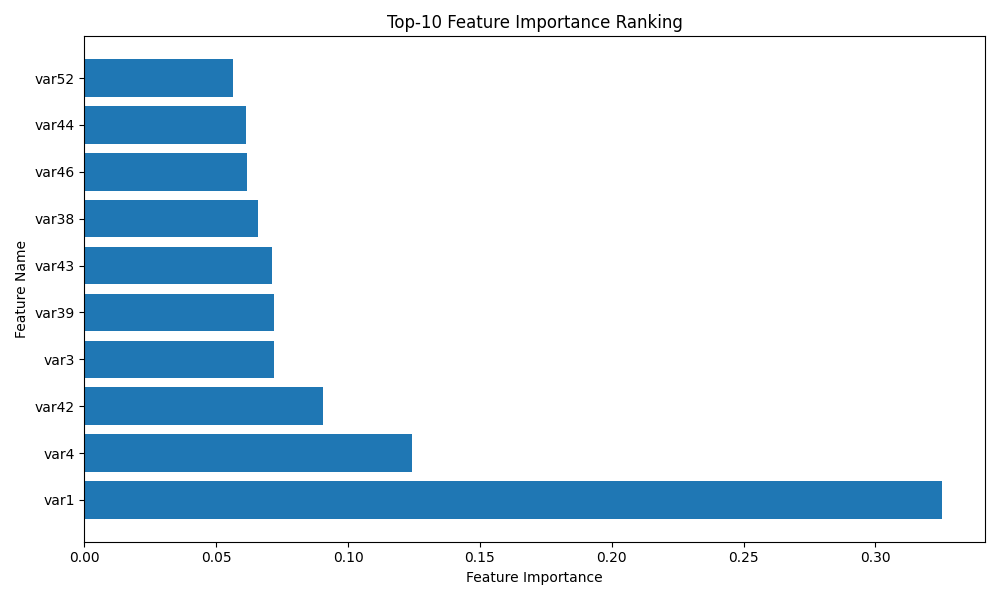 Top-10 Feature Importance Ranking
var52
var44
var46
var38
var43
var39
var3
var42
var4
var1
Feature Name
0.00 0.05 0.10 0.15 0.20 0.25 0.30
Feature Importance